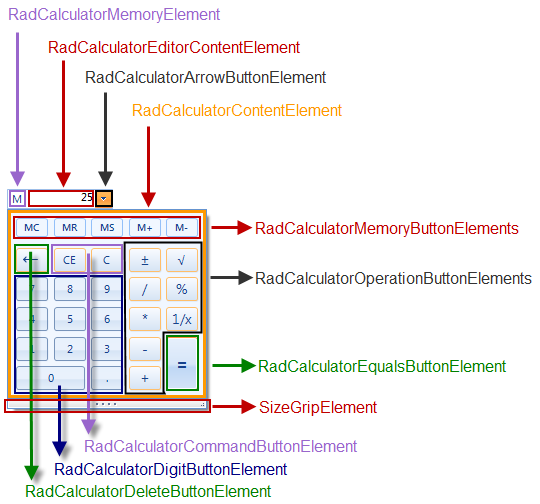 RadCalculatorMemoryElement
RadCalculatorEditorContentElement
RadCalculatorArrowButtonElement
RadCalculatorContentElement
M 25
MC MR MS M+ M-
RadCalculatorMemoryButtonElements
← CE C ± √
RadCalculatorOperationButtonElements
7 8 9 / %
4 5 6 * 1/x
1 2 3 - =
RadCalculatorEqualsButtonElement
0 . +
SizeGripElement
RadCalculatorCommandButtonElement
RadCalculatorDigitButtonElement
RadCalculatorDeleteButtonElement